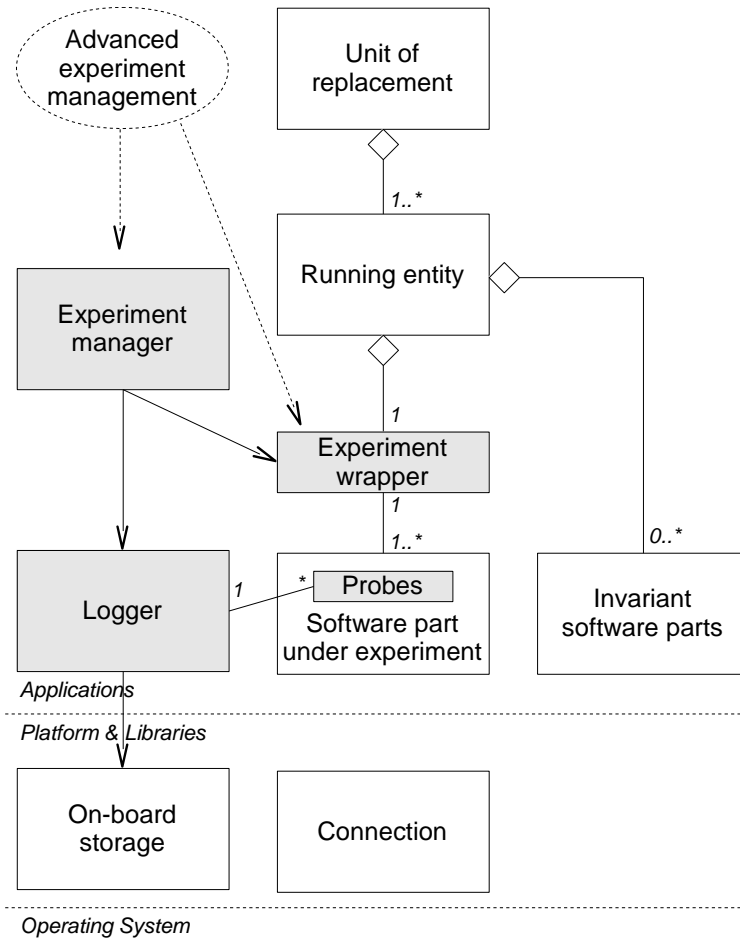 Advanced
experiment
management
Unit of
replacement
1..*
Running entity
Experiment
manager
1
Experiment
wrapper
1
1..*
0..*
Logger
1
*
Probes
Software part
under experiment
Invariant
software parts
Applications
Platform & Libraries
On-board
storage
Connection
Operating System